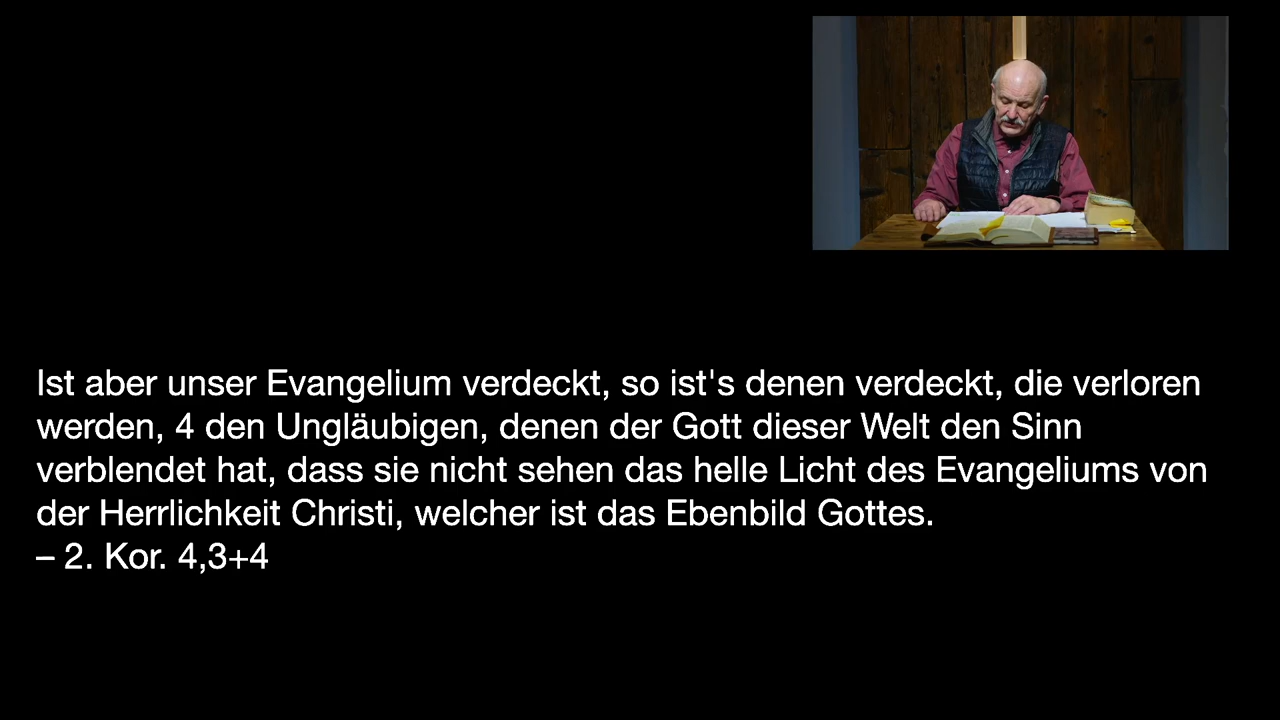 Ist aber unser Evangelium verdeckt, so ist's denen verdeckt, die verloren
werden, 4 den Ungläubigen, denen der Gott dieser Welt den Sinn
verblendet hat, dass sie nicht sehen das helle Licht des Evangeliums von
der Herrlichkeit Christi, welcher ist das Ebenbild Gottes.
– 2. Kor. 4,3+4